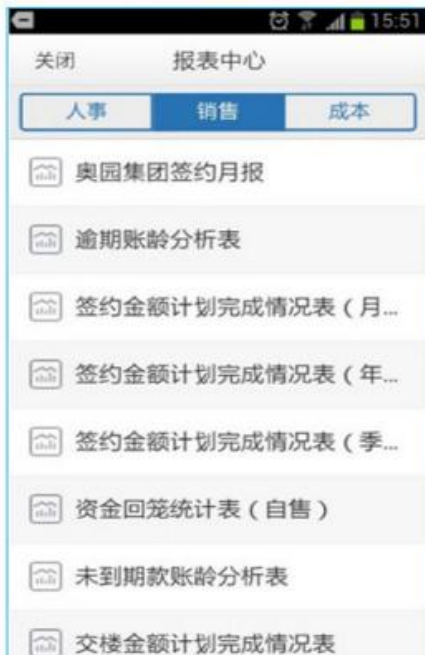 15:51
关闭 报表中心
人事 销售 成本
奥园集团签约月报
逾期账龄分析表
签约金额计划完成情况表（月...
签约金额计划完成情况表（年...
签约金额计划完成情况表（季...
资金回笼统计表（自售）
未到期款账龄分析表
交楼金额计划完成情况表